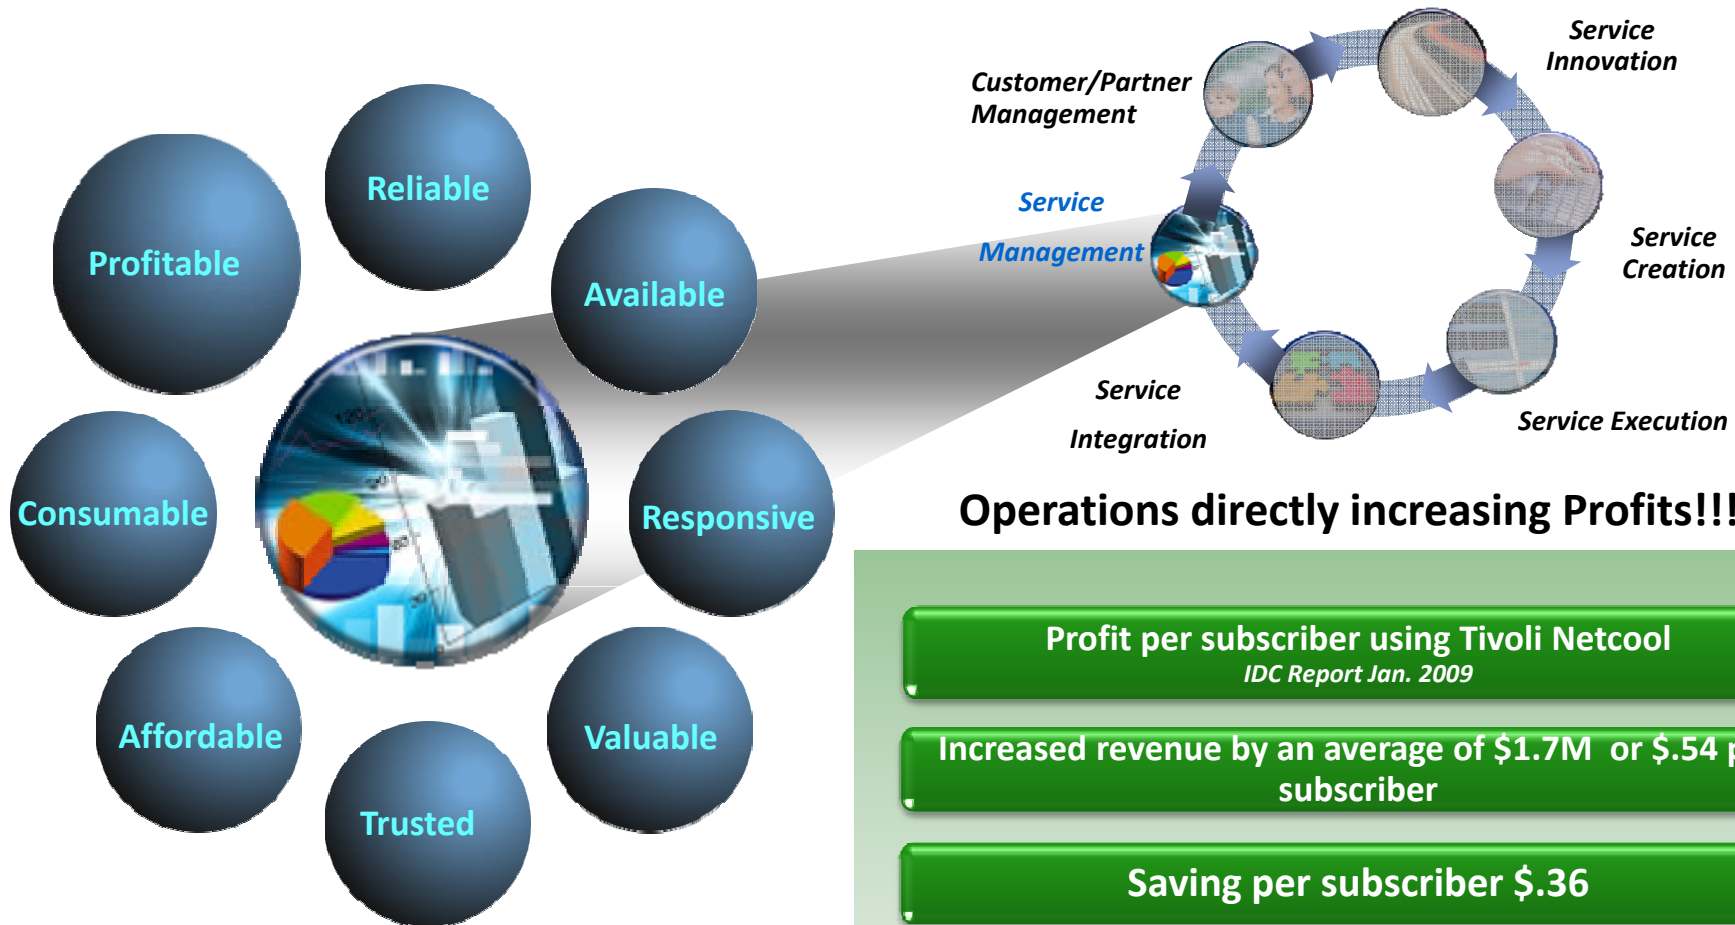 Profitable
Reliable
Available
Consumable
Responsive
Affordable
Valuable
Trusted
Customer/Partner
Management
Service
Innovation
Service
Management
Service
Creation
Service
Integration
Service Execution
Operations directly increasing Profits!!!
Profit per subscriber using Tivoli Netcool
IDC Report Jan. 2009
Increased revenue by an average of $1.7M or $.54 p
subscriber
Saving per subscriber $.36